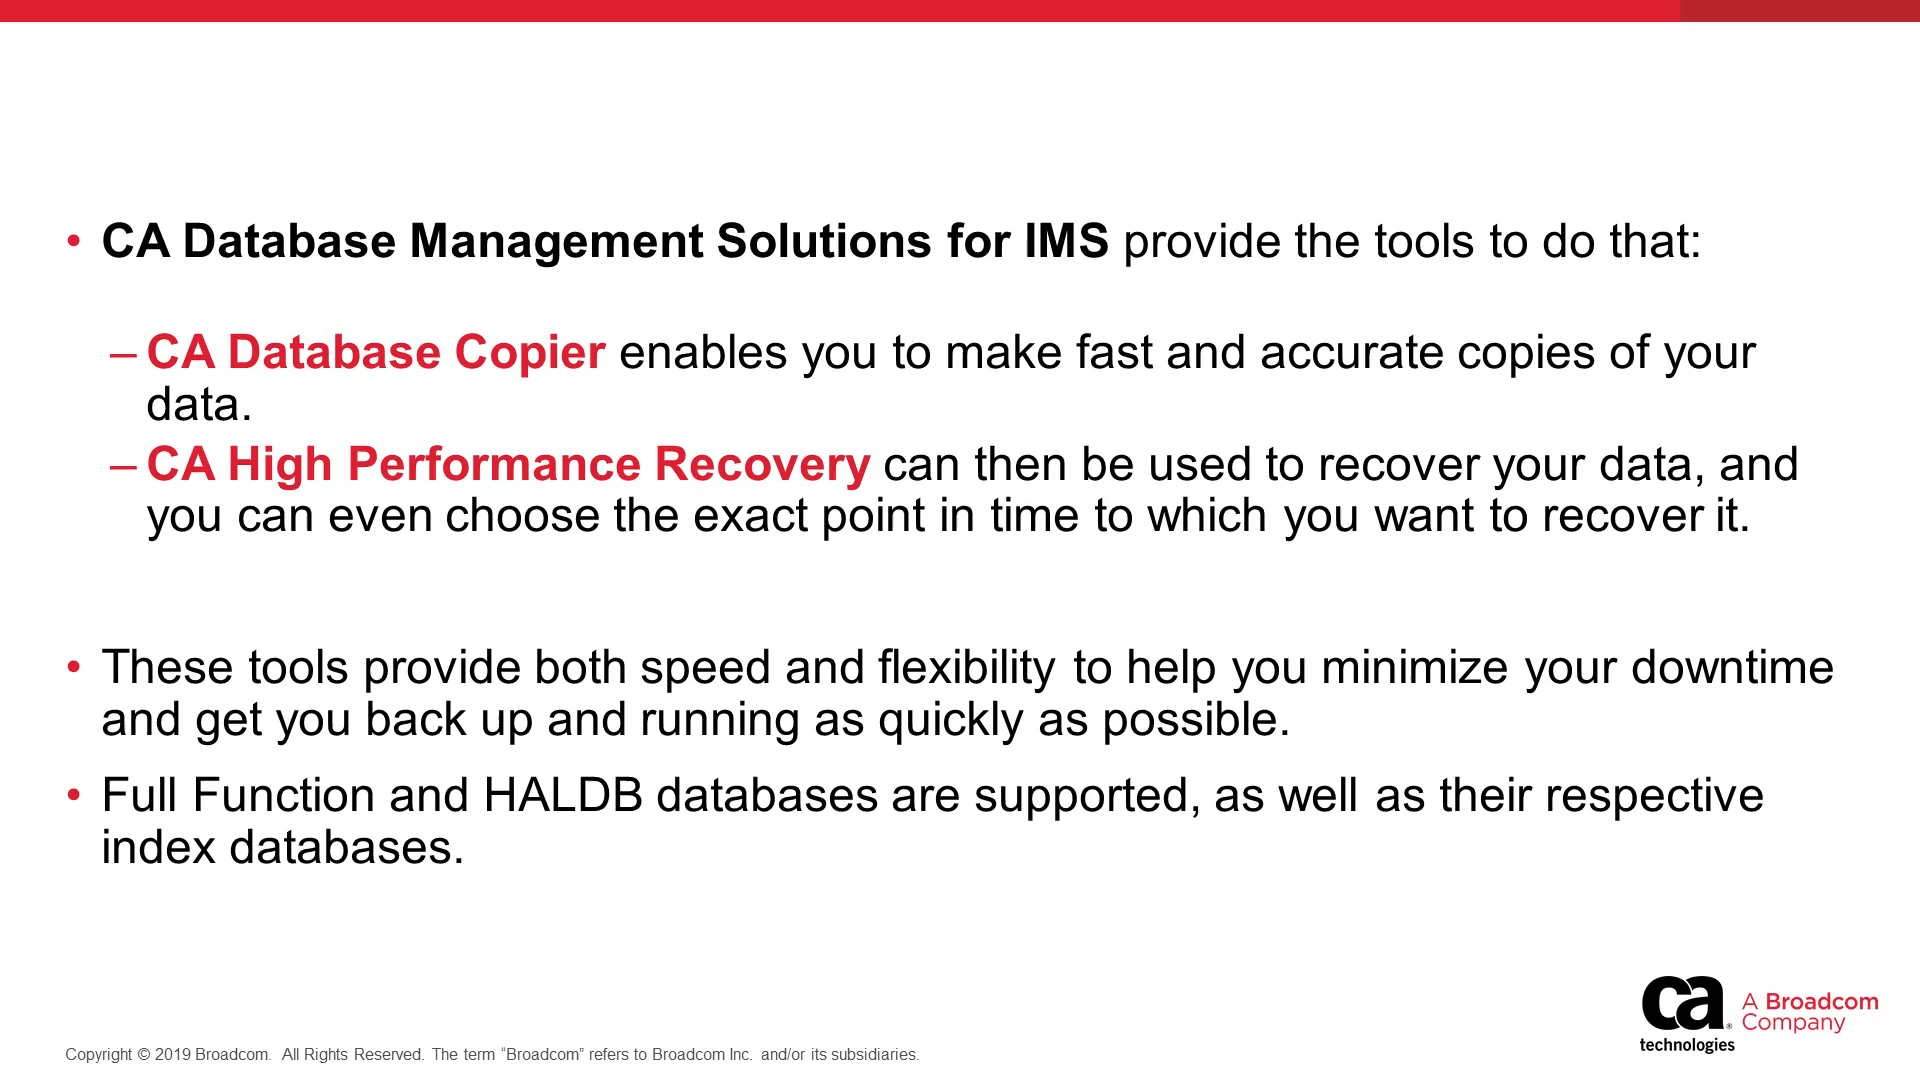 • CA Database Management Solutions for IMS provide the tools to do that:
– CA Database Copier enables you to make fast and accurate copies of your
data.
– CA High Performance Recovery can then be used to recover your data, and
you can even choose the exact point in time to which you want to recover it.
• These tools provide both speed and flexibility to help you minimize your downtime
and get you back up and running as quickly as possible.
• Full Function and HALDB databases are supported, as well as their respective
index databases.
ca®
technologies
A Broadcom
Company
Copyright © 2019 Broadcom. All Rights Reserved. The term “Broadcom” refers to Broadcom Inc. and/or its subsidiaries.